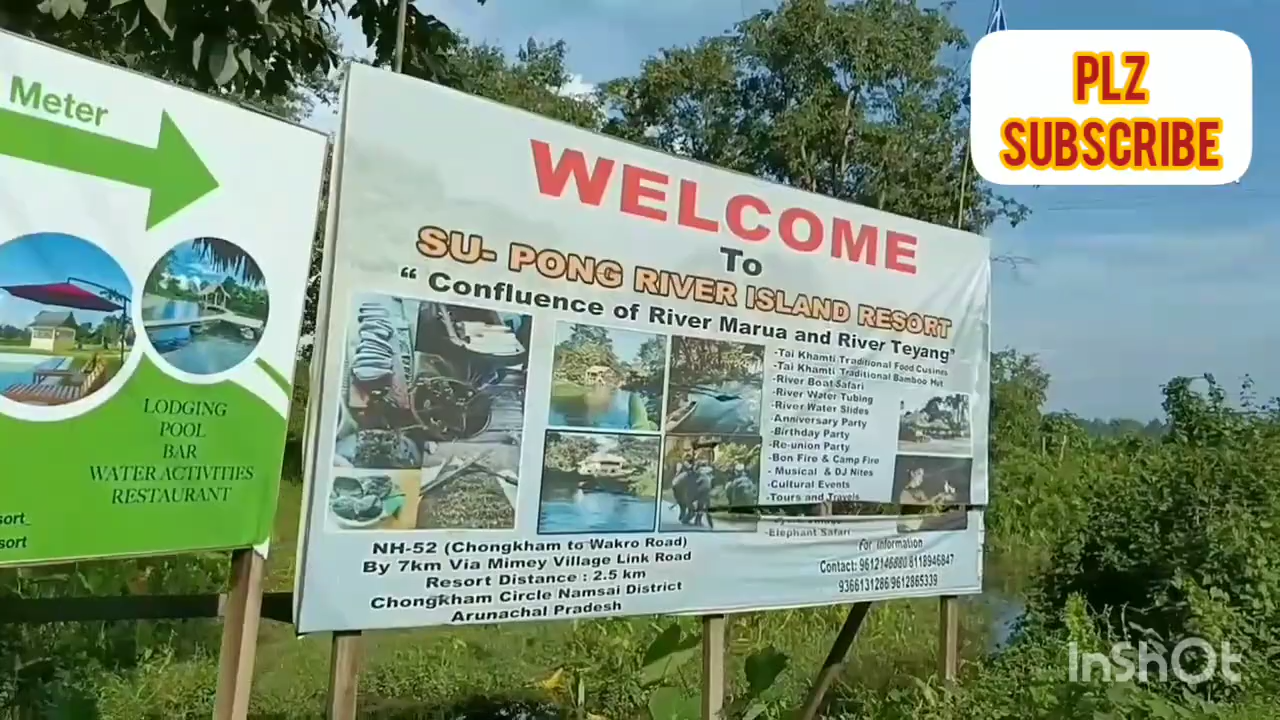 Meter
LODGING
POOL
BAR
WATER ACTIVITIES
RESTAURANT
sort_
sort
WELCOME
To
SU- PONG RIVER ISLAND RESORT
“ Confluence of River Marua and River Teyang”
-Tai Khamti Traditional Food Cusines
-Tai Khamti Traditional Bamboo Hut
-River Boat Safari
-River Water Tubing
-River Water Slides
-Anniversary Party
-Birthday Party
-Re-union Party
-Bon Fire & Camp Fire
- Musical & DJ Nites
-Cultural Events
-Tours and Travels
-Elephant Safari
NH-52 (Chongkham to Wakro Road)
By 7km Via Mimey Village Link Road
Resort Distance : 2.5 km
Chongkham Circle Namsai District
Arunachal Pradesh
For Information
Contact: 9612146880/8118946847
9366131286/9612865339
PLZ
SUBSCRIBE
InShOt